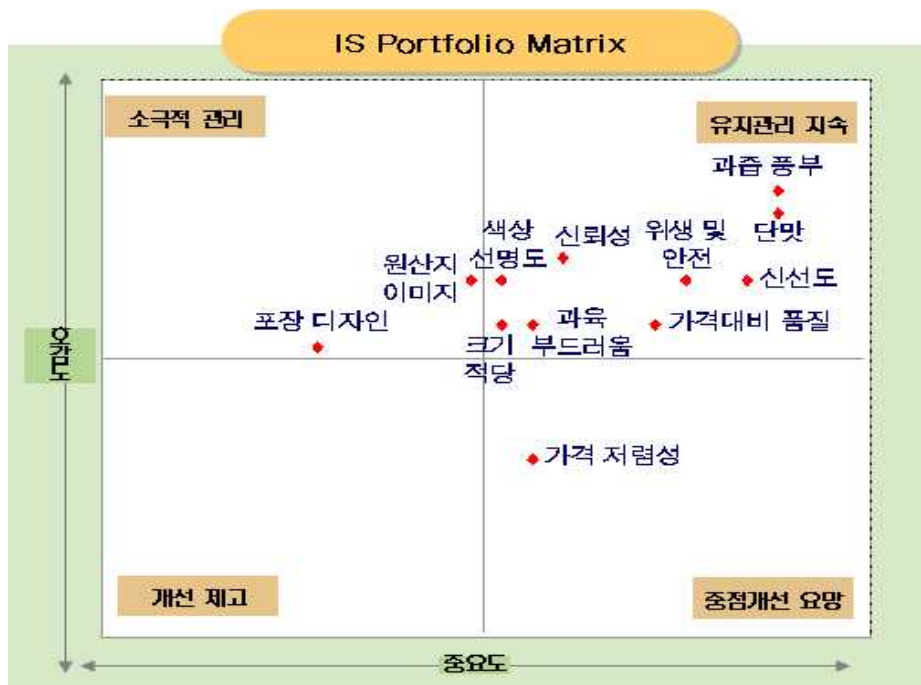 IS Portfolio Matrix
소극적 관리
유지관리 지속
과즙 풍부
단맛
색상
선명도
신뢰성
위생 및
안전
신선도
원산지
이미지
포장 디자인
크기
적당
과육
부드러움
가격대비 품질
호감도
가격 저렴성
개선 제고
중점개선 요망
중요도